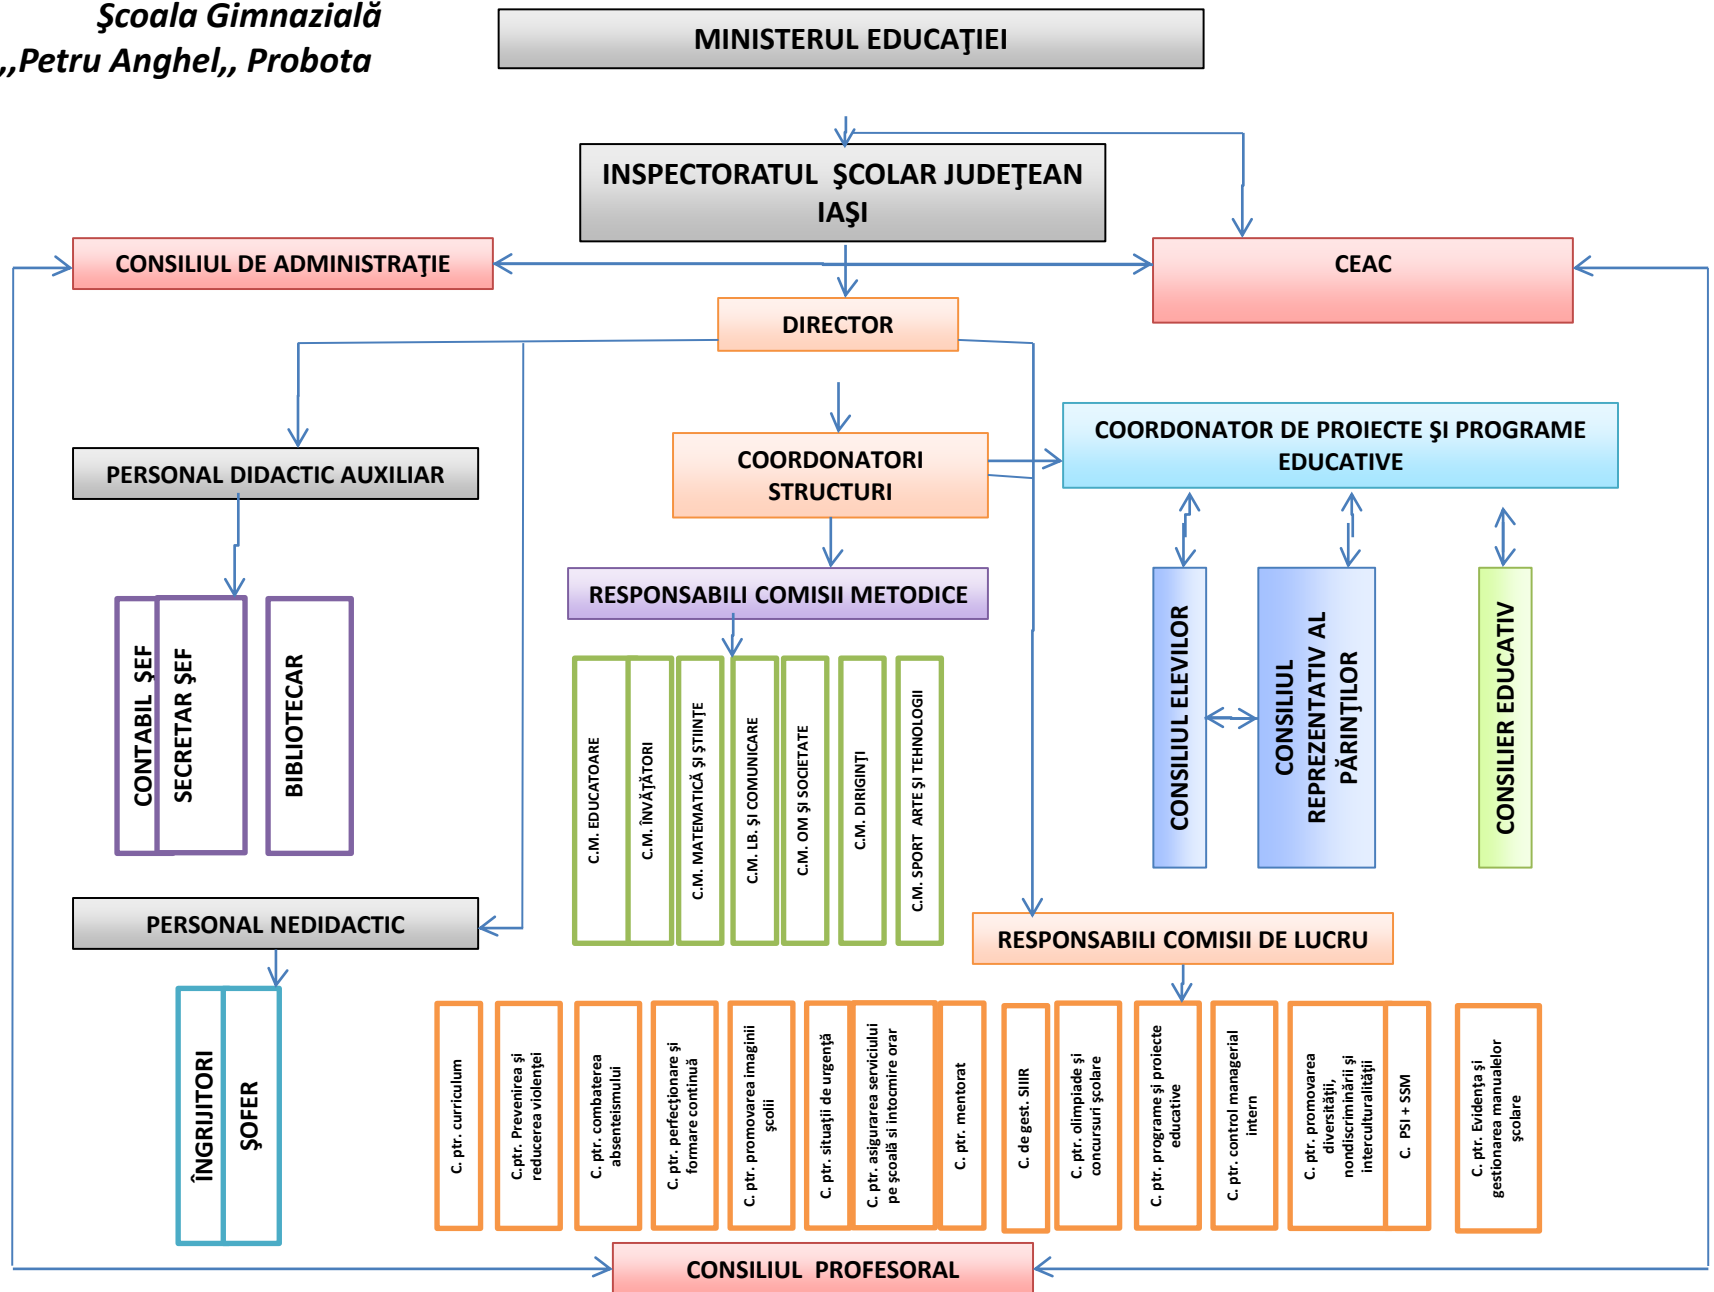 Şcoala Gimnazială
,,Petru Anghel,, Probota
MINISTERUL EDUCAŢIEI
INSPECTORATUL ŞCOLAR JUDEŢEAN
IAŞI
CONSILIUL DE ADMINISTRAŢIE
CEAC
DIRECTOR
PERSONAL DIDACTIC AUXILIAR
COORDONATORI
STRUCTURI
COORDONATOR DE PROIECTE ŞI PROGRAME
EDUCATIVE
RESPONSABILI COMISII METODICE
CONTABIL ŞEF
SECRETAR ŞEF
BIBLIOTECAR
C.M. EDUCATOARE
C.M. ÎNVĂŢĂTORI
C.M. MATEMATICĂ ŞI ŞTIINŢE
C.M. LB. ŞI COMUNICARE
C.M. OM ŞI SOCIETATE
C.M. DIRIGINŢI
C.M. SPORT ARTE ŞI TEHNOLOGII
CONSILIUL ELEVILOR
CONSILIUL
REPREZENTATIV AL
PĂRINŢILOR
CONSILIER EDUCATIV
PERSONAL NEDIDACTIC
RESPONSABILI COMISII DE LUCRU
ÎNGRIJITORI
ŞOFER
C. ptr. curriculum
C.ptr. Prevenirea şi
reducerea violenţei
C. ptr. combaterea
absenteismului
C. ptr. perfecţionare şi
formare continuă
C. ptr. promovarea imaginii
şcolii
C. ptr. situaţii de urgenţă
C. ptr. asigurarea serviciului
pe şcoală si intocmire orar
C. ptr. mentorat
C. de gest. SIIIR
C. ptr. olimpiade şi
concursuri şcolare
C. ptr. programe şi proiecte
educative
C. ptr. control managerial
intern
C. ptr. promovarea
diversităţii,
nondiscriminării şi
interculturalităţii
C. PSI + SSM
C. ptr. Evidenţa şi
gestionarea manualelor
şcolare
CONSILIUL PROFESORAL